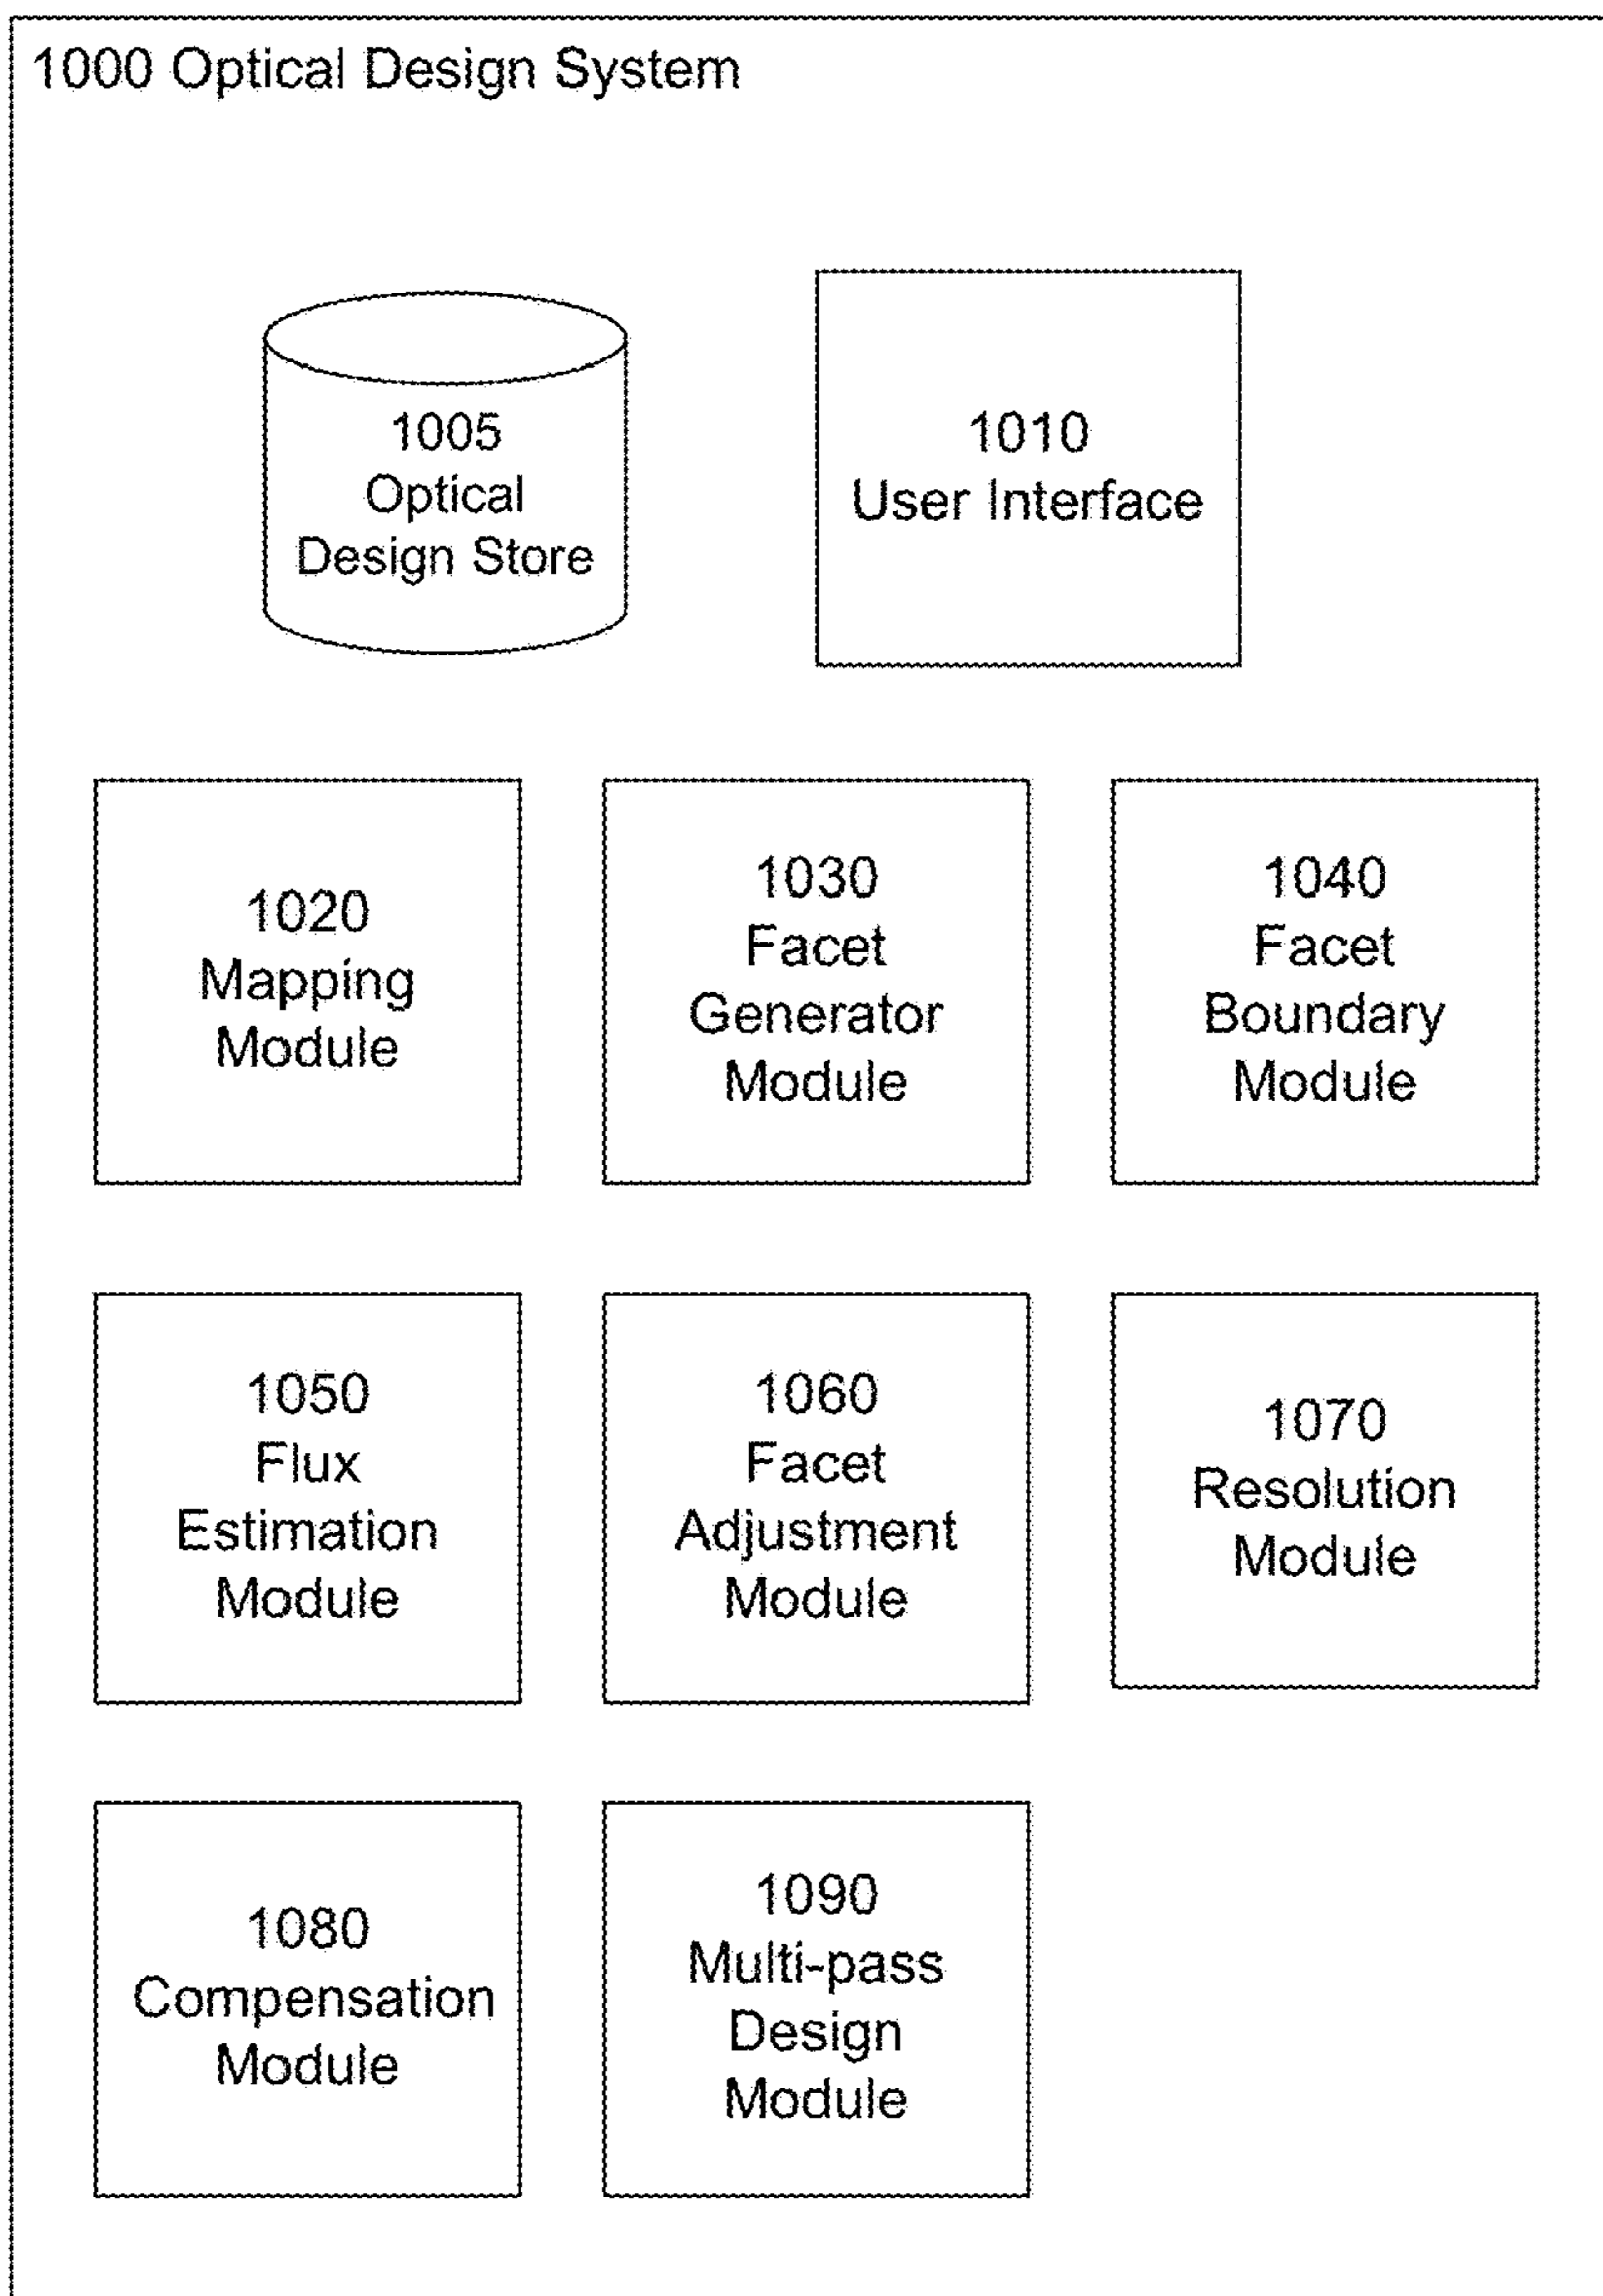 1000 Optical Design System
1005
Optical
Design Store
1010
User Interface
1020
Mapping
Module
1030
Facet
Generator
Module
1040
Facet
Boundary
Module
1050
Flux
Estimation
Module
1060
Facet
Adjustment
Module
1070
Resolution
Module
1080
Compensation
Module
1090
Multi-pass
Design
Module